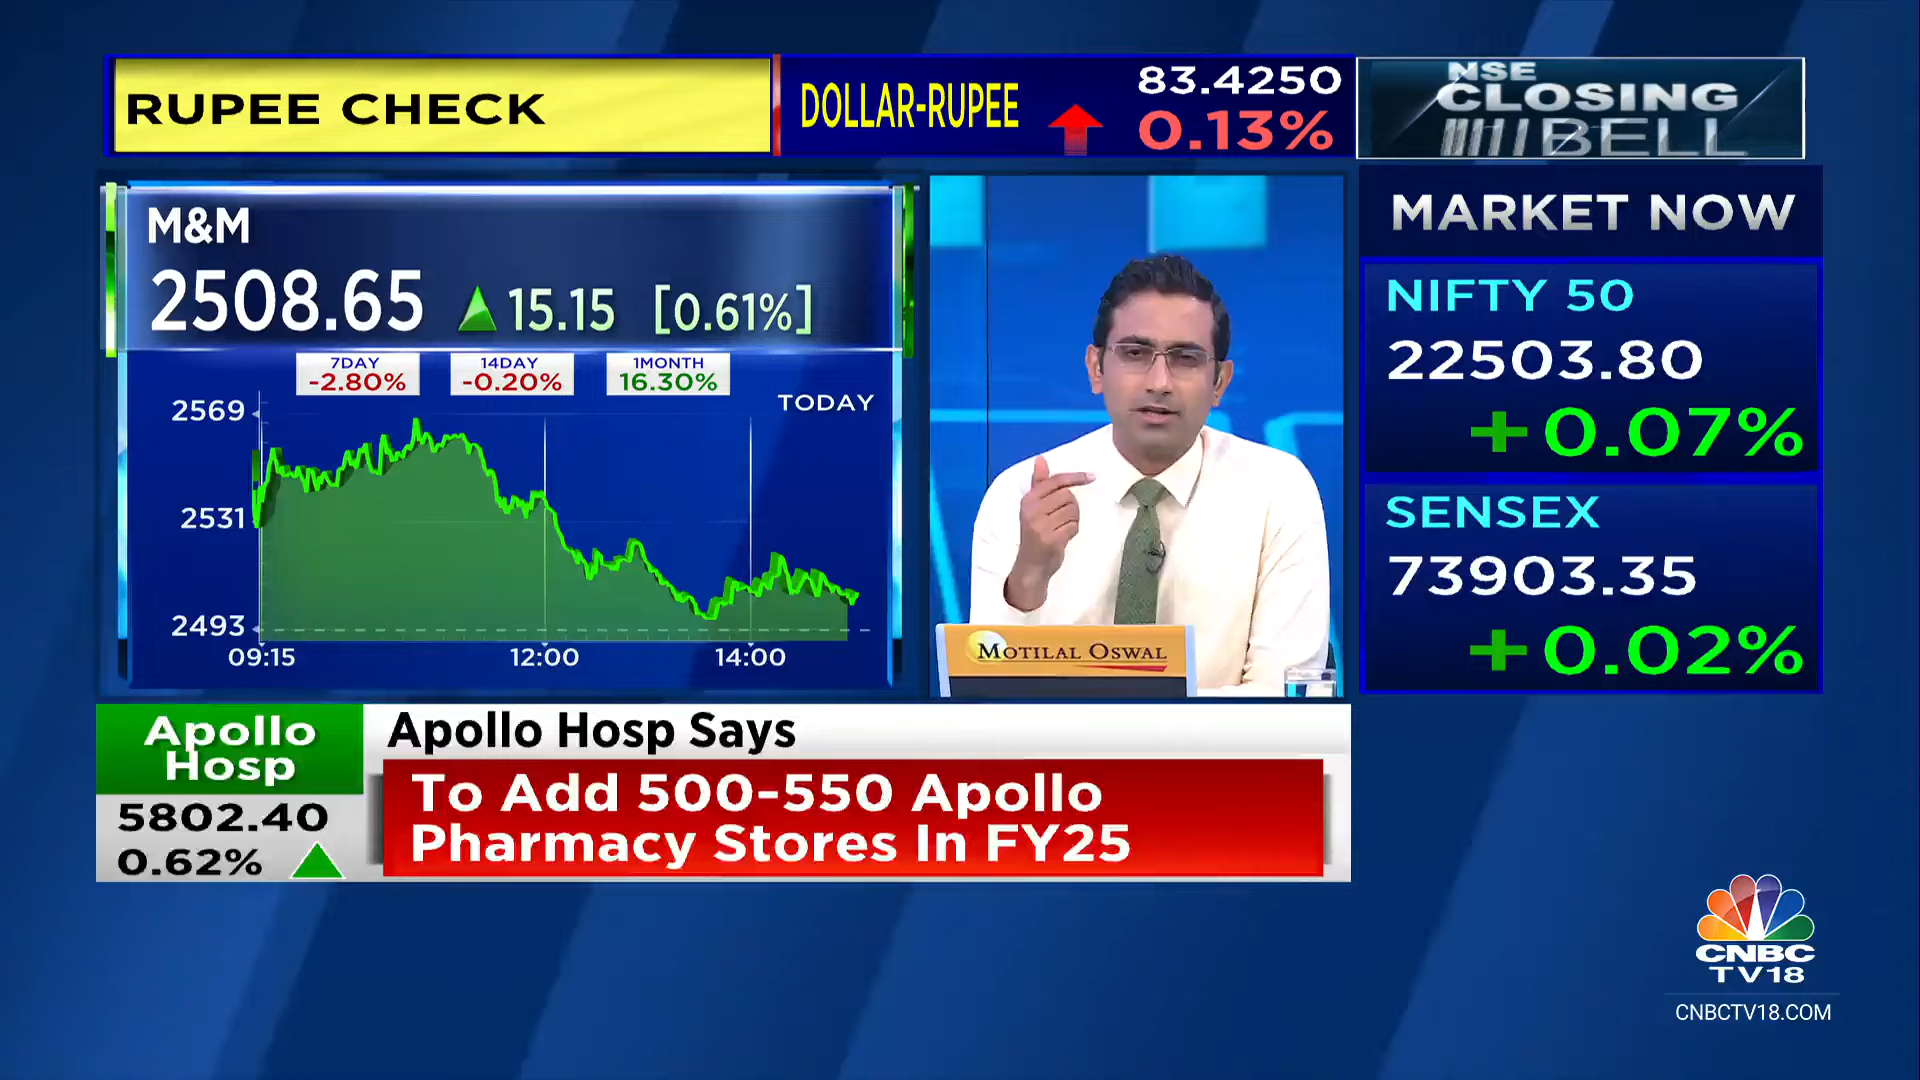 RUPEE CHECK
DOLLAR-RUPEE
83.4250
0.13%
NSE
CLOSING
BELL
M&M
2508.65 15.15 [0.61%]
7DAY
-2.80%
14DAY
-0.20%
1MONTH
16.30%
TODAY
2569
2531
2493
09:15 12:00 14:00
MOTILAL OSWAL
MARKET NOW
NIFTY 50
22503.80
+0.07%
SENSEX
73903.35
+0.02%
Apollo
Hosp
5802.40
0.62%
Apollo Hosp Says
To Add 500-550 Apollo
Pharmacy Stores In FY25
CNBC
TV18
CNBCTV18.COM